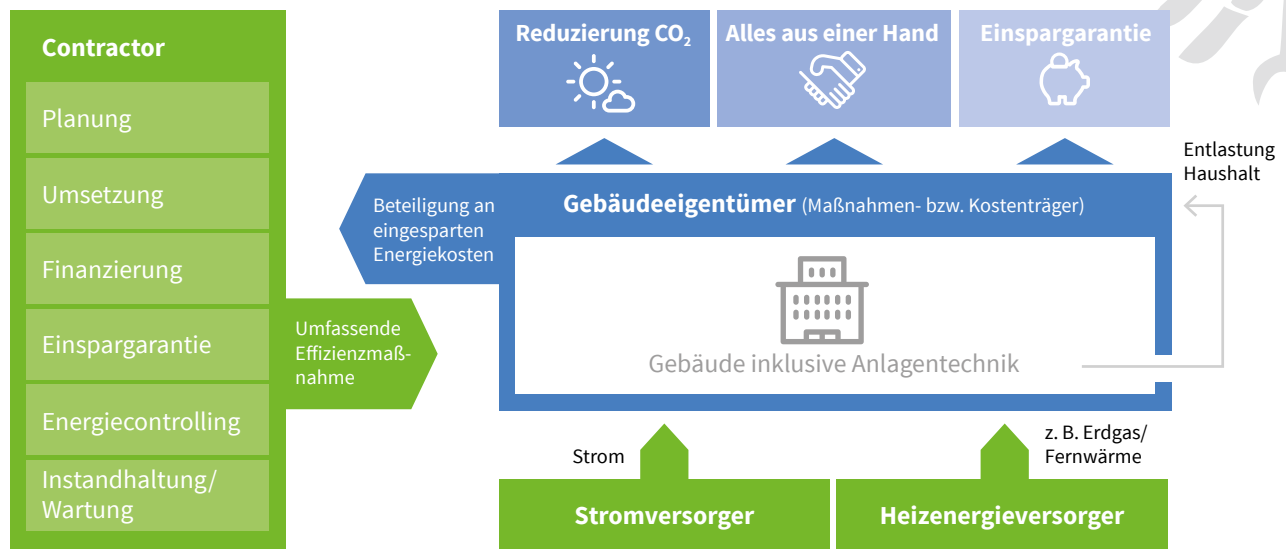 Contractor
Planung
Umsetzung
Finanzierung
Einspargarantie
Energiecontrolling
Instandhaltung/
Wartung
Umfassende
Effizienzmaß-
nahme
Beteiligung an
eingesparten
Energiekosten
Reduzierung CO₂
Alles aus einer Hand
Einspargarantie
Gebäudeeigentümer (Maßnahmen- bzw. Kostenträger)
Gebäude inklusive Anlagentechnik
Entlastung
Haushalt
Strom
z. B. Erdgas/
Fernwärme
Stromversorger
Heizenergieversorger